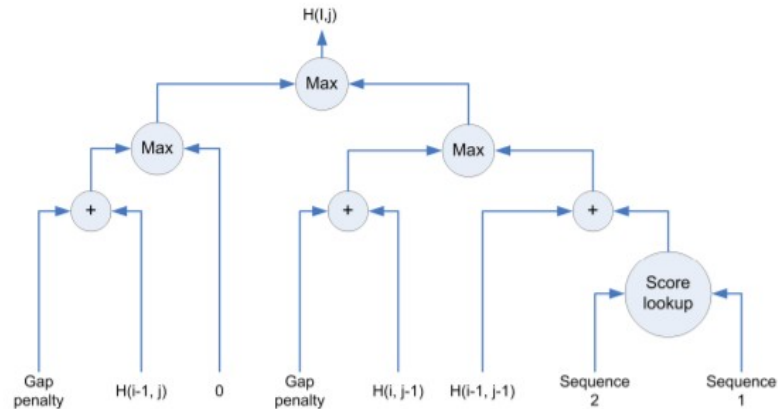 H(I,j)
Max
Max
Max
+
+
+
Score
lookup
Gap
penalty
H(i-1, j)
0
Gap
penalty
H(i, j-1)
H(i-1, j-1)
Sequence
2
Sequence
1